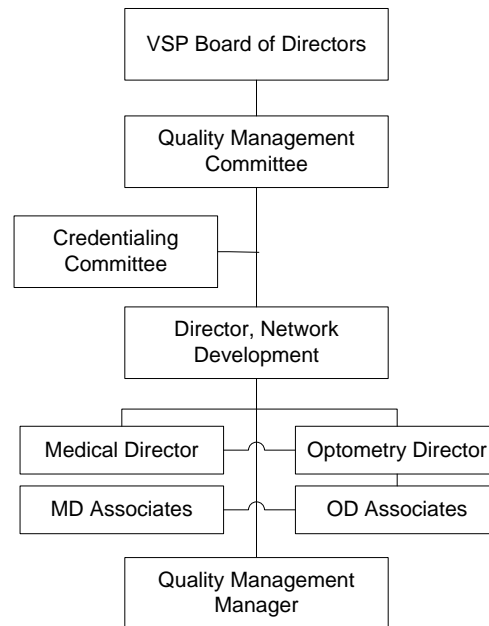 VSP Board of Directors
Quality Management
Committee
Credentialing
Committee
Director, Network
Development
Medical Director
Optometry Director
MD Associates
OD Associates
Quality Management
Manager